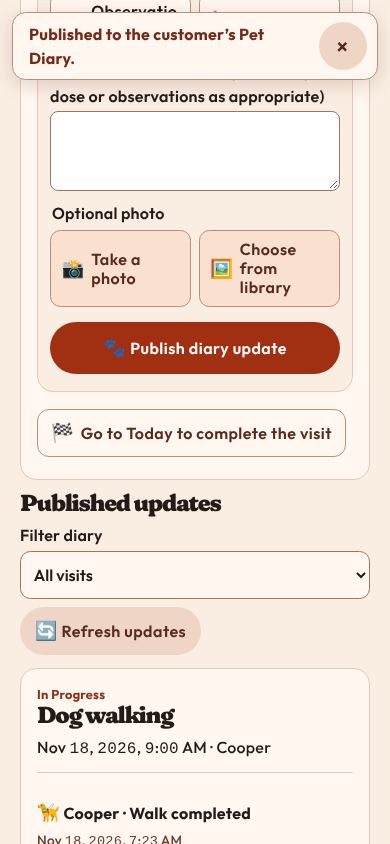 Observatio
Published to the customer's Pet
Diary.
×
dose or observations as appropriate)
Optional photo
Take a
photo
Choose
from
library
Publish diary update
Go to Today to complete the visit
Published updates
Filter diary
All visits
Refresh updates
In Progress
Dog walking
Nov 18, 2026, 9:00 AM · Cooper
Cooper · Walk completed
Nov 18, 2026, 7:23 AM